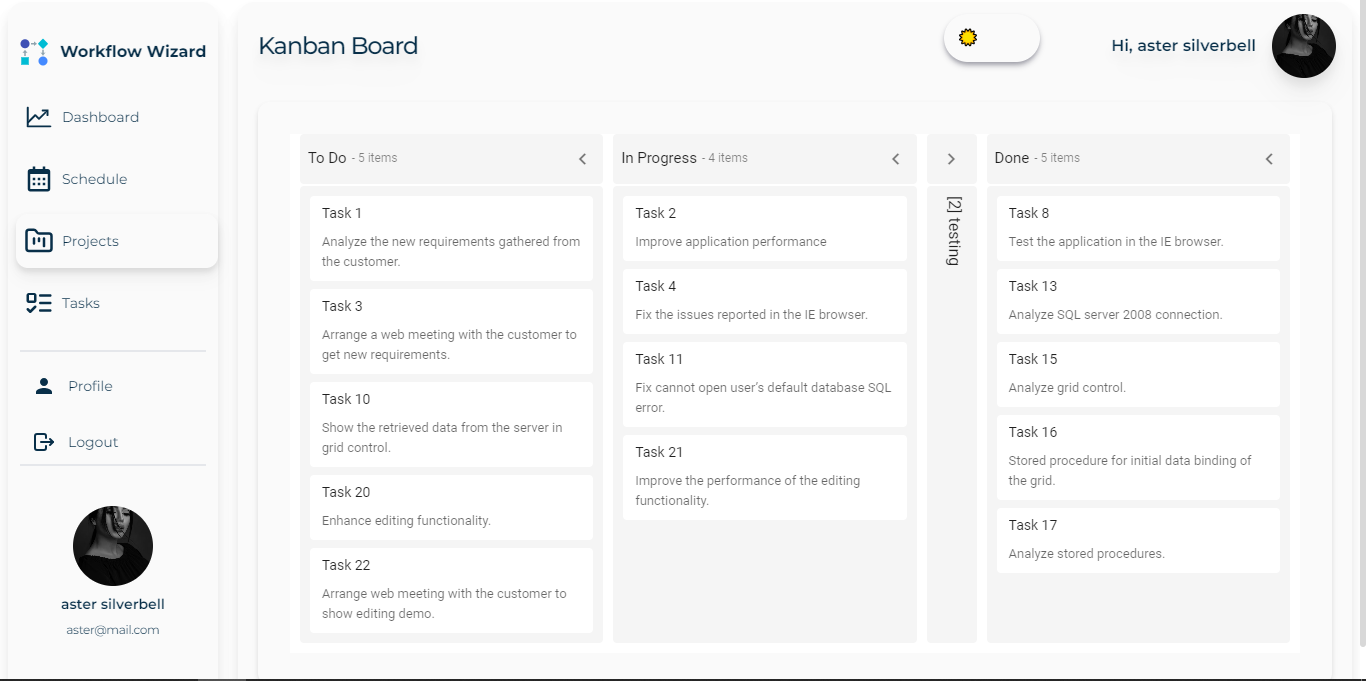 Workflow Wizard
Dashboard
Schedule
Projects
Tasks
Profile
Logout
aster silverbell
aster@mail.com
Kanban Board
Hi, aster silverbell
To Do - 5 items
Task 1
Analyze the new requirements gathered from
the customer.
Task 3
Arrange a web meeting with the customer to
get new requirements.
Task 10
Show the retrieved data from the server in
grid control.
Task 20
Enhance editing functionality.
Task 22
Arrange web meeting with the customer to
show editing demo.
In Progress - 4 items
Task 2
Improve application performance
Task 4
Fix the issues reported in the IE browser.
Task 11
Fix cannot open user's default database SQL
error.
Task 21
Improve the performance of the editing
functionality.
[2] testing
Done - 5 items
Task 8
Test the application in the IE browser.
Task 13
Analyze SQL server 2008 connection.
Task 15
Analyze grid control.
Task 16
Stored procedure for initial data binding of
the grid.
Task 17
Analyze stored procedures.